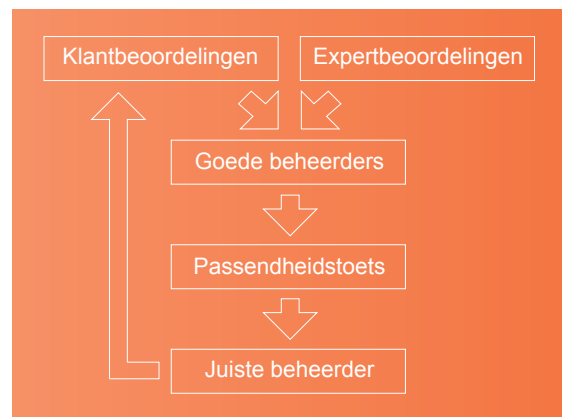 Klantbeoordelingen
Expertbeoordelingen
Goede beheerders
Passendheidstoets
Juiste beheerder